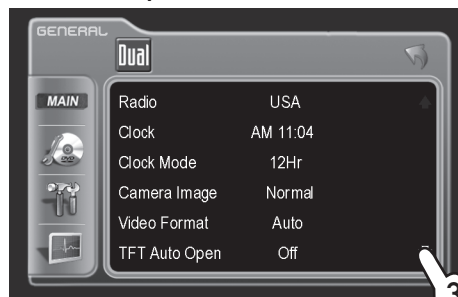 GENERAL
Dual
MAIN
Radio USA
Clock AM 11:04
Clock Mode 12Hr
Camera Image Normal
Video Format Auto
TFT Auto Open Off
3